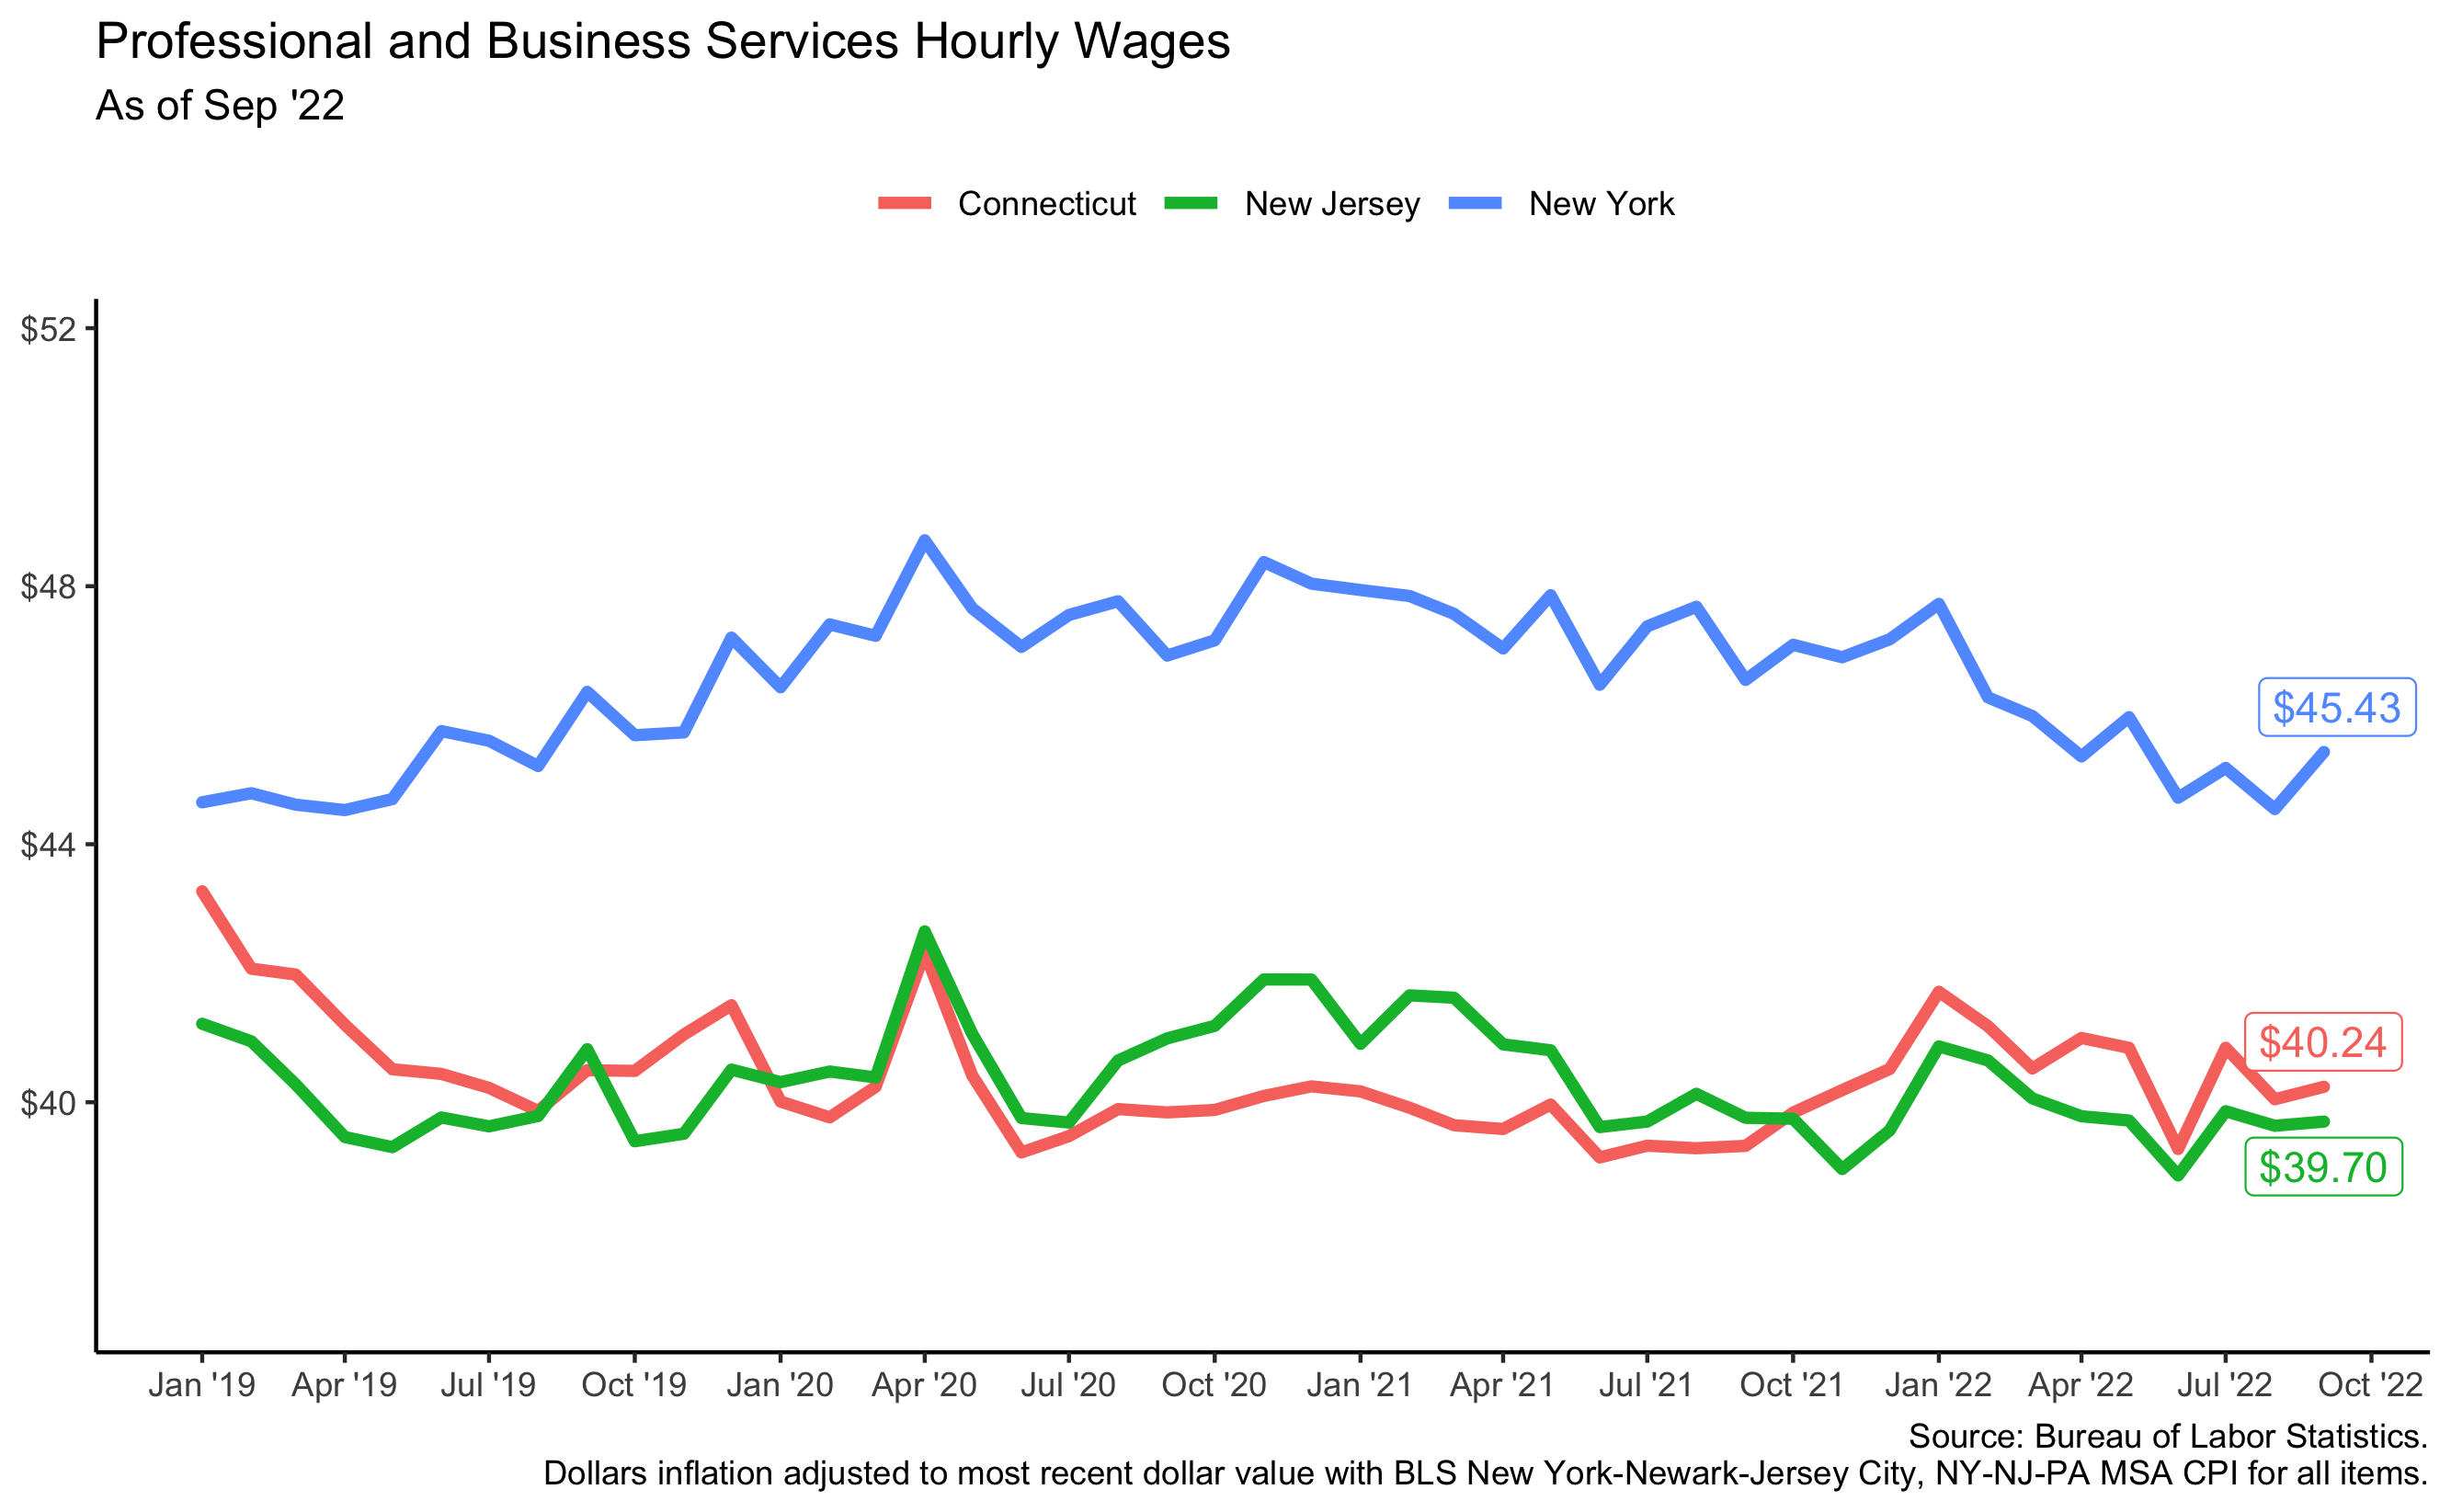 Professional and Business Services Hourly Wages
As of Sep '22
Connecticut New Jersey New York
$52
$48
$44
$40
$45.43
$40.24
$39.70
Jan '19 Apr '19 Jul '19 Oct '19 Jan '20 Apr '20 Jul '20 Oct '20 Jan '21 Apr '21 Jul '21 Oct '21 Jan '22 Apr '22 Jul '22 Oct '22
Source: Bureau of Labor Statistics.
Dollars inflation adjusted to most recent dollar value with BLS New York-Newark-Jersey City, NY-NJ-PA MSA CPI for all items.